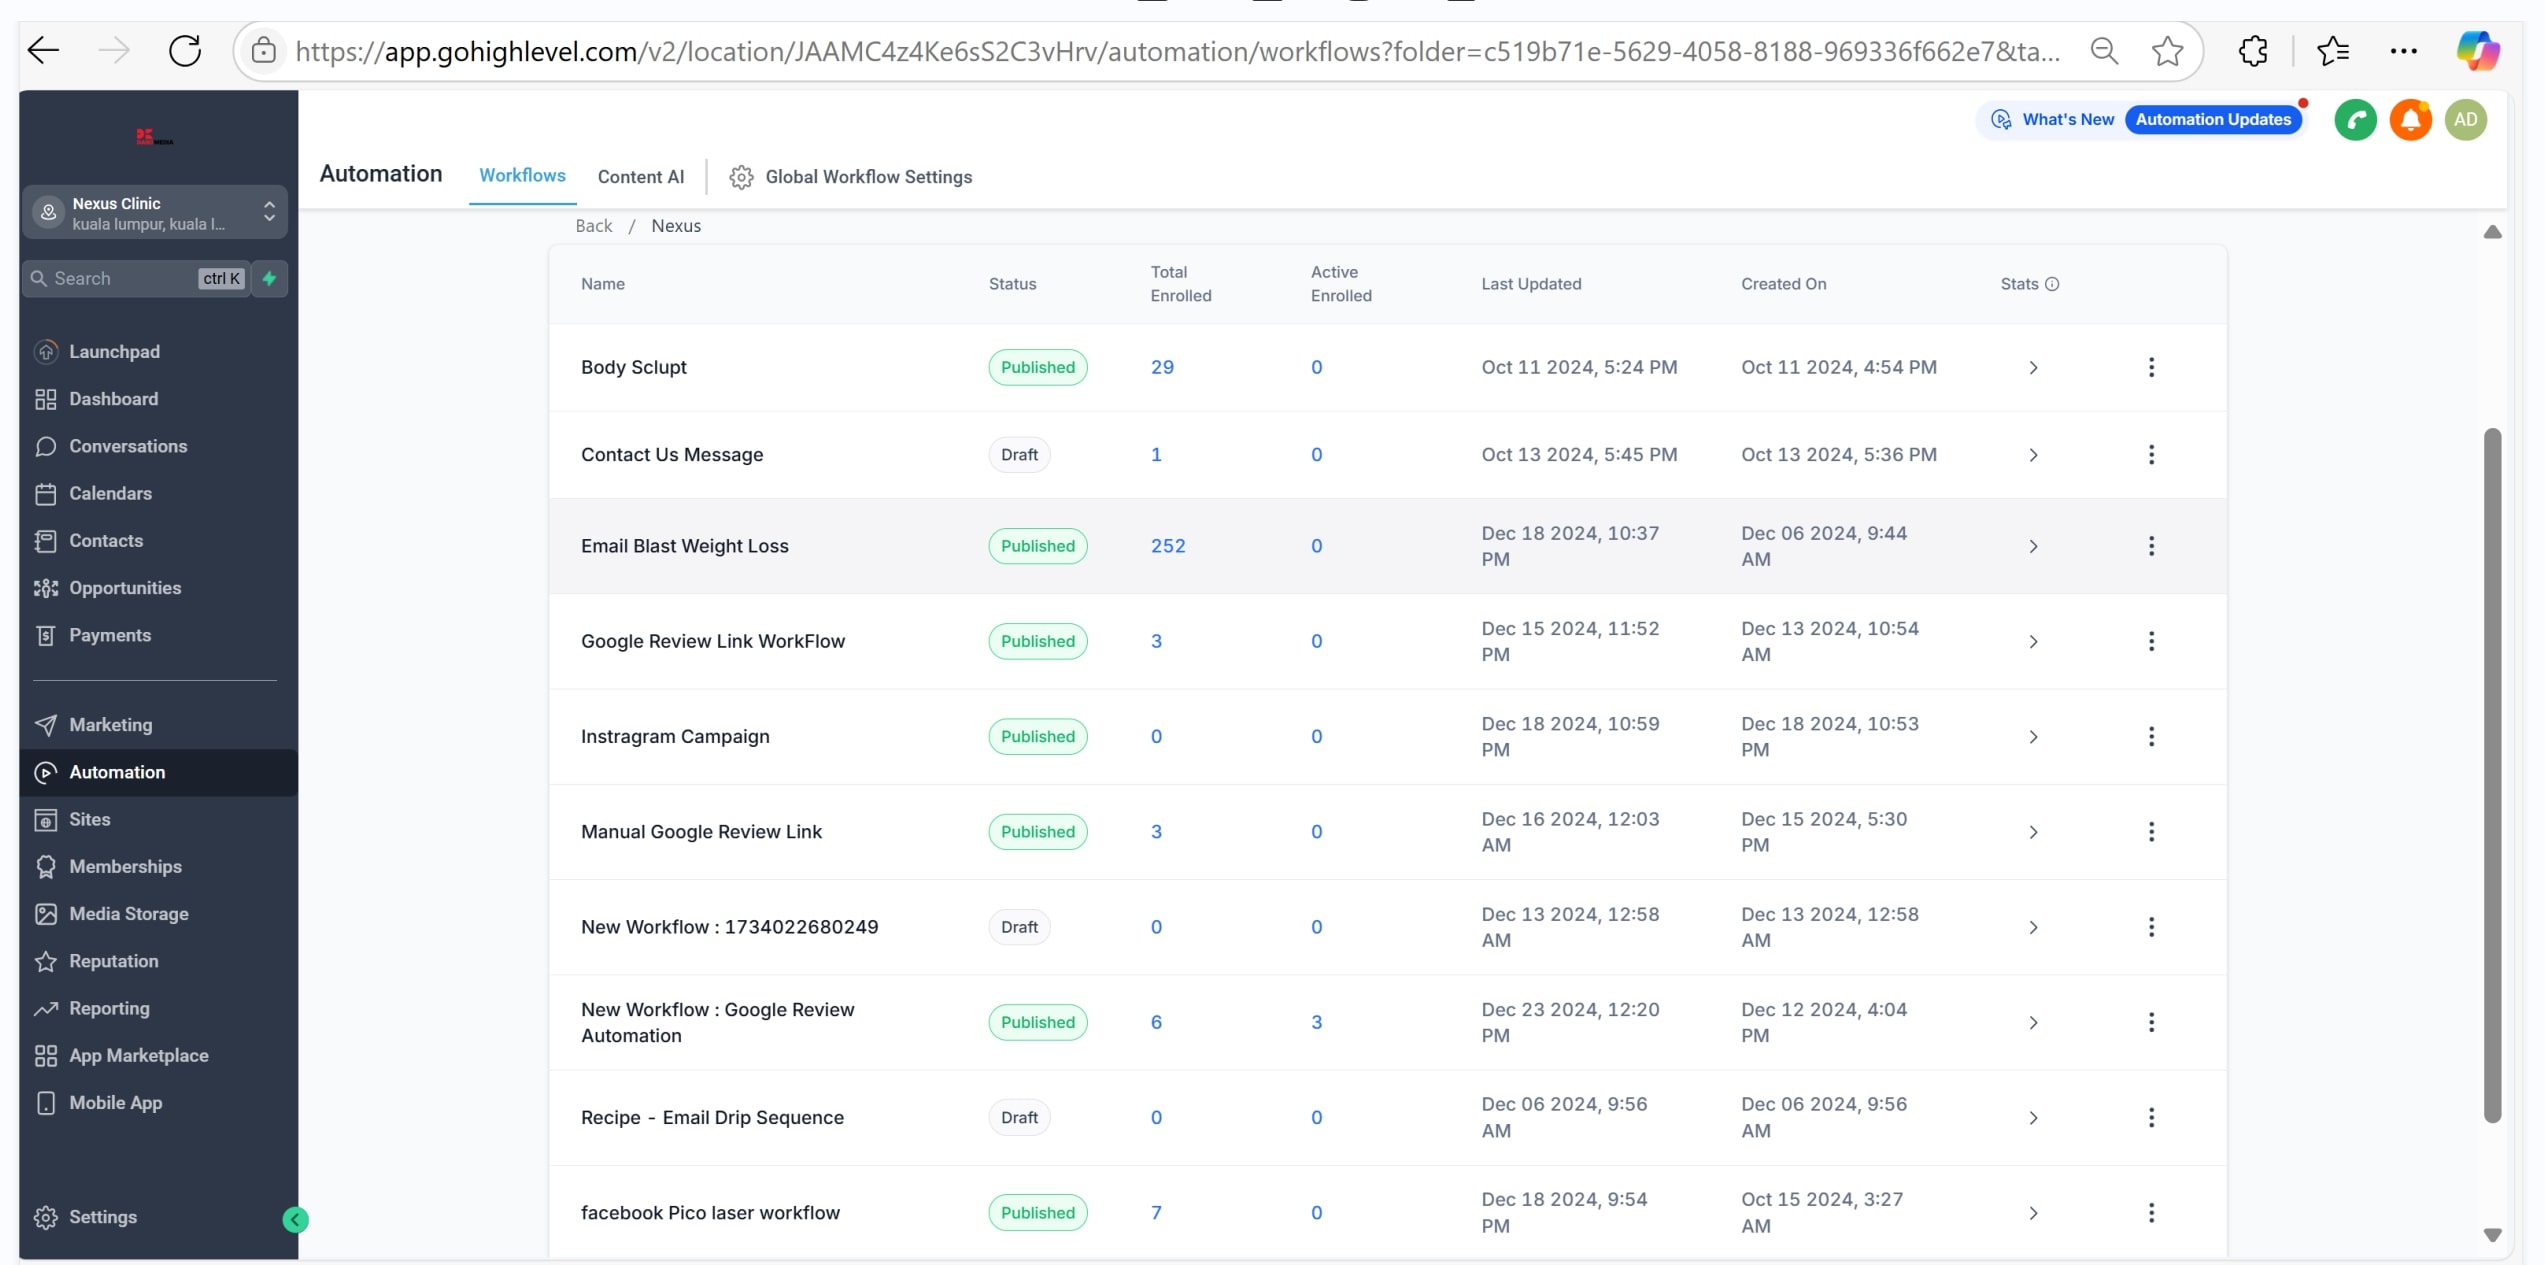 https://app.gohighlevel.com/v2/location/JAAMC4z4Ke6sS2C3vHrv/automation/workflows?folder=c519b71e-5629-4058-8188-969336f662e7&ta...
What's New
Automation Updates
AD
Automation
Workflows
Content AI
Global Workflow Settings
Nexus Clinic
kuala lumpur, kuala l...
Search
ctrl K
Launchpad
Dashboard
Conversations
Calendars
Contacts
Opportunities
Payments
Marketing
Automation
Sites
Memberships
Media Storage
Reputation
Reporting
App Marketplace
Mobile App
Settings
Back / Nexus
Name
Status
Total
Enrolled
Active
Enrolled
Last Updated
Created On
Stats
Body Sclupt
Published
29
0
Oct 11 2024, 5:24 PM
Oct 11 2024, 4:54 PM
Contact Us Message
Draft
1
0
Oct 13 2024, 5:45 PM
Oct 13 2024, 5:36 PM
Email Blast Weight Loss
Published
252
0
Dec 18 2024, 10:37
PM
Dec 06 2024, 9:44
AM
Google Review Link WorkFlow
Published
3
0
Dec 15 2024, 11:52
PM
Dec 13 2024, 10:54
AM
Instragram Campaign
Published
0
0
Dec 18 2024, 10:59
PM
Dec 18 2024, 10:53
PM
Manual Google Review Link
Published
3
0
Dec 16 2024, 12:03
AM
Dec 15 2024, 5:30
PM
New Workflow : 1734022680249
Draft
0
0
Dec 13 2024, 12:58
AM
Dec 13 2024, 12:58
AM
New Workflow : Google Review
Automation
Published
6
3
Dec 23 2024, 12:20
PM
Dec 12 2024, 4:04
PM
Recipe - Email Drip Sequence
Draft
0
0
Dec 06 2024, 9:56
AM
Dec 06 2024, 9:56
AM
facebook Pico laser workflow
Published
7
0
Dec 18 2024, 9:54
PM
Oct 15 2024, 3:27
AM